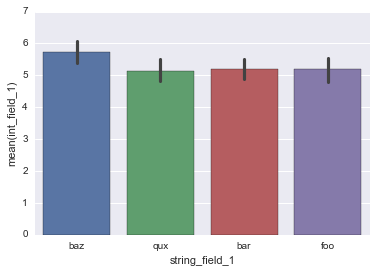 7
6
5
4
3
2
1
0
mean(int_field_1)
baz qux bar foo
string_field_1